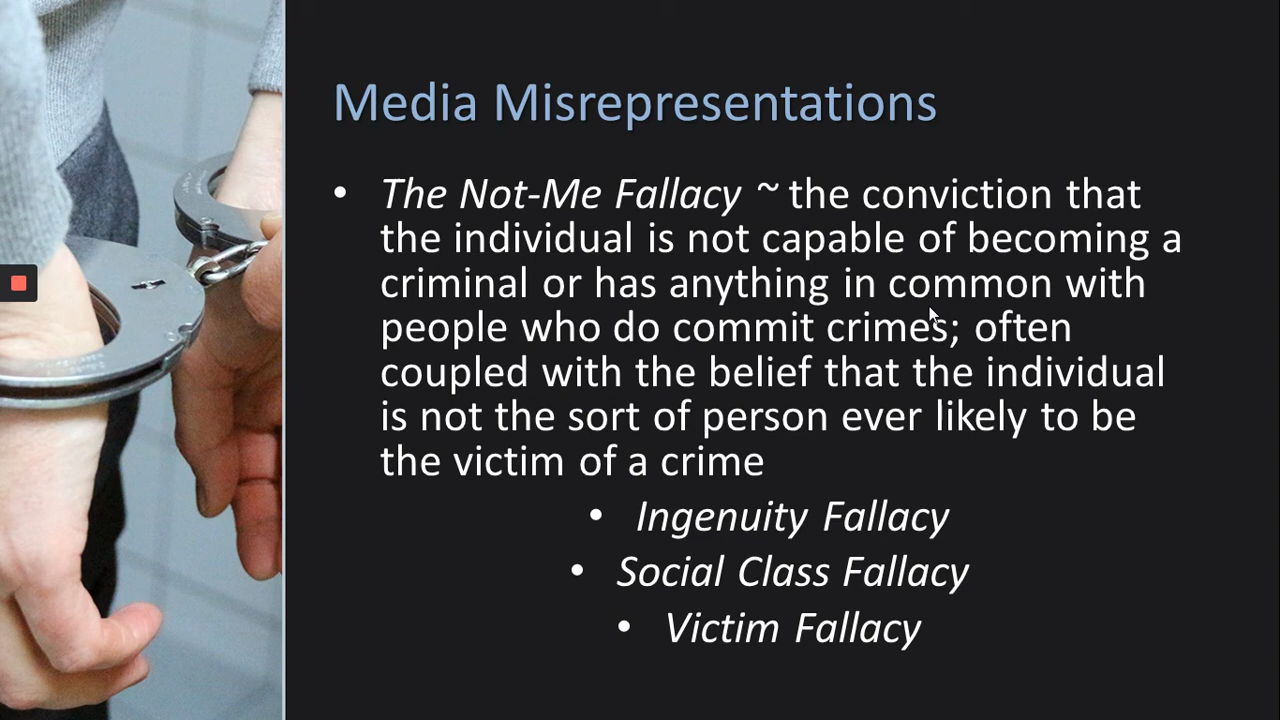 Media Misrepresentations
• The Not-Me Fallacy ~ the conviction that
the individual is not capable of becoming a
criminal or has anything in common with
people who do commit crimes; often
coupled with the belief that the individual
is not the sort of person ever likely to be
the victim of a crime
• Ingenuity Fallacy
• Social Class Fallacy
• Victim Fallacy